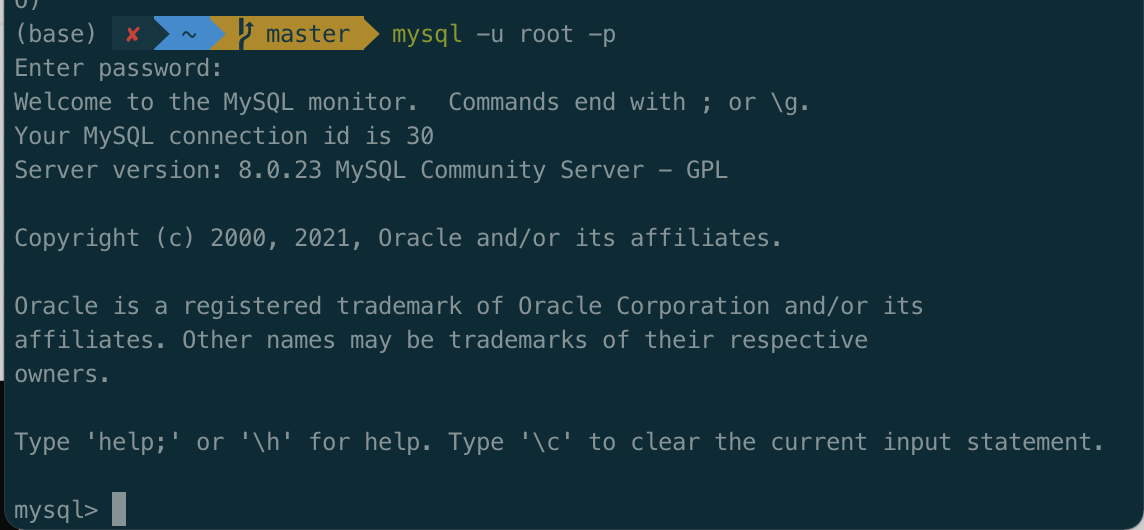 (base) ✘ ~ master mysql -u root -p
Enter password:
Welcome to the MySQL monitor.  Commands end with ; or \g.
Your MySQL connection id is 30
Server version: 8.0.23 MySQL Community Server - GPL
Copyright (c) 2000, 2021, Oracle and/or its affiliates.
Oracle is a registered trademark of Oracle Corporation and/or its
affiliates. Other names may be trademarks of their respective
owners.
Type 'help;' or '\h' for help. Type '\c' to clear the current input statement.
mysql>